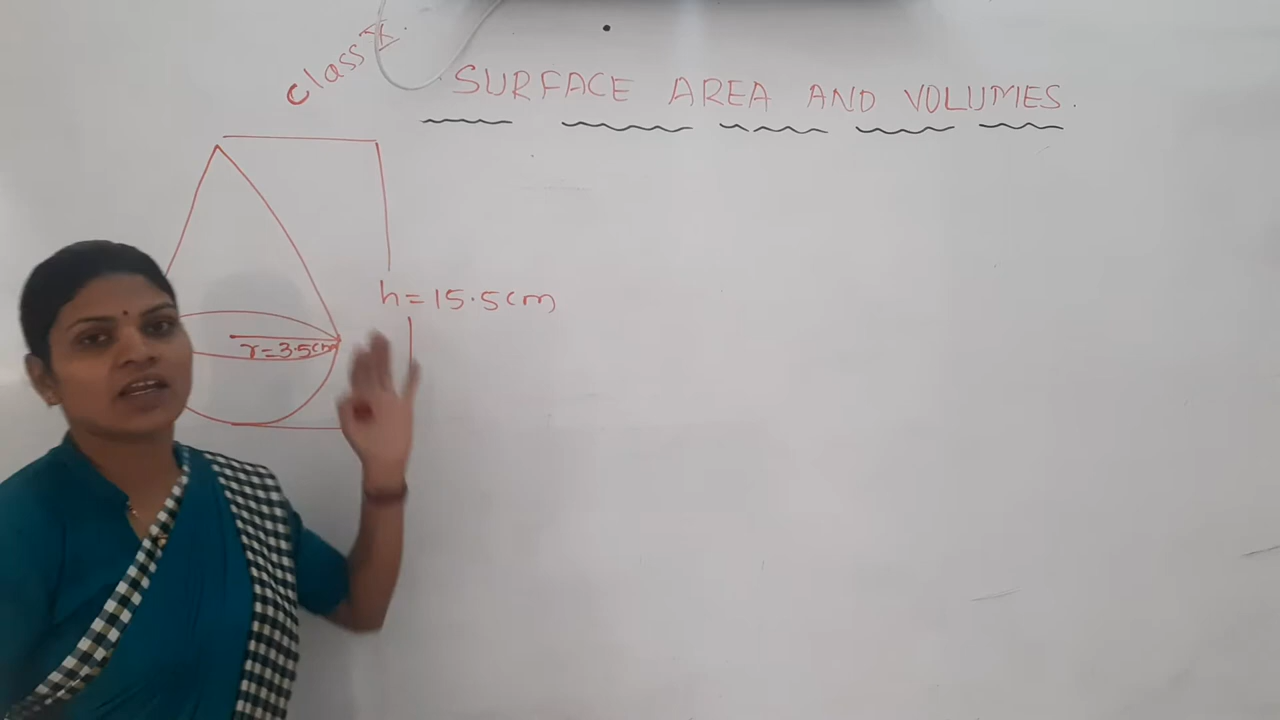 class X.
SURFACE AREA AND VOLUMES.
h=15.5cm
r=3.5cm